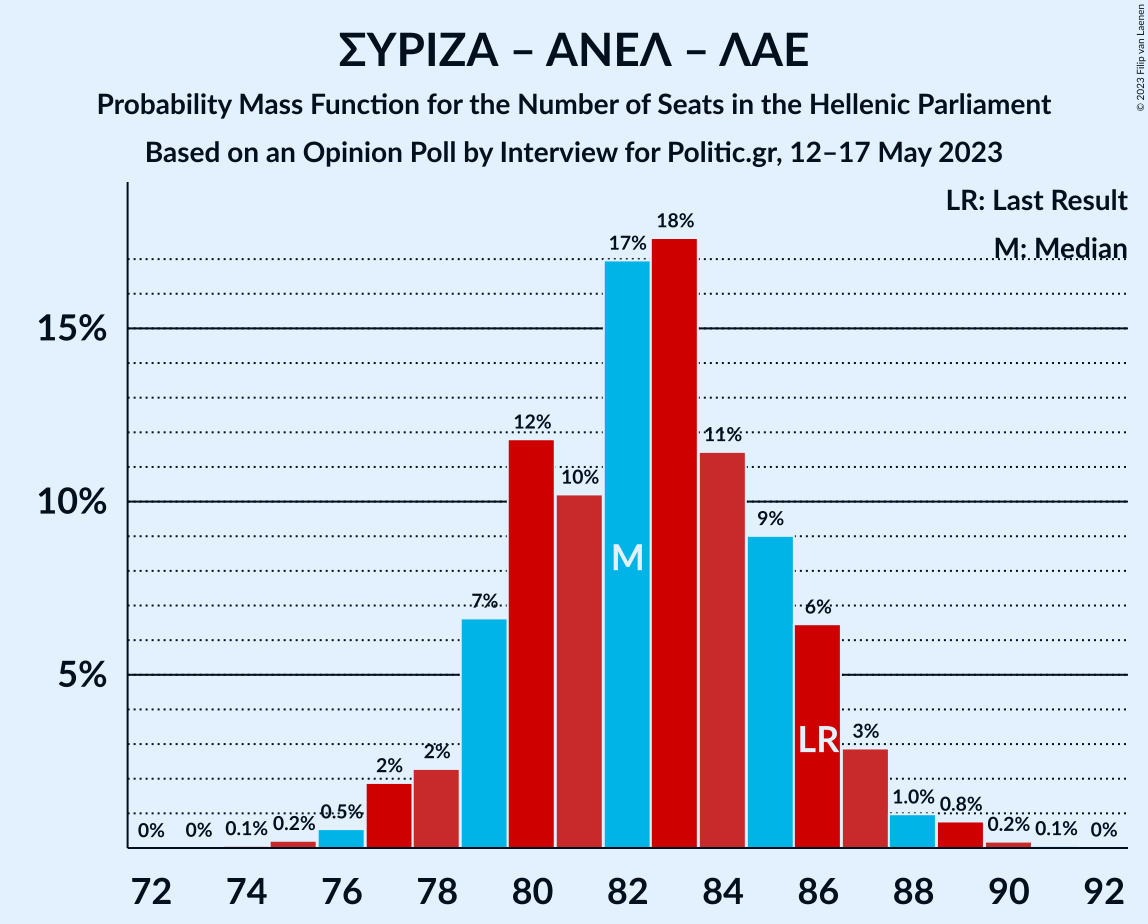 ΣΥΡΙΖΑ – ΑΝΕΛ – ΛΑΕ
Probability Mass Function for the Number of Seats in the Hellenic Parliament
Based on an Opinion Poll by Interview for Politic.gr, 12–17 May 2023
© 2023 Filip van Laenen
LR: Last Result
M: Median
15%
10%
5%
0% 0% 0.1% 0.2% 0.5% 2% 2% 7% 12% 10% 17% 18% 11% 9% 6% 3% 1.0% 0.8% 0.2% 0.1% 0%
M
LR
72 74 76 78 80 82 84 86 88 90 92